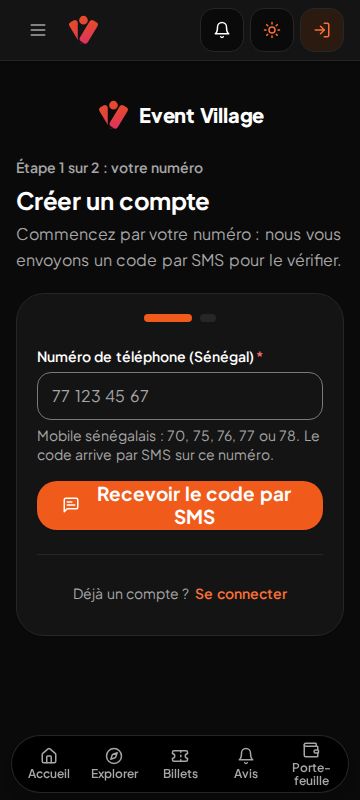 Event Village
Étape 1 sur 2 : votre numéro
Créer un compte
Commencez par votre numéro : nous vous
envoyons un code par SMS pour le vérifier.
Numéro de téléphone (Sénégal) *
77 123 45 67
Mobile sénégalais : 70, 75, 76, 77 ou 78. Le
code arrive par SMS sur ce numéro.
Recevoir le code par
SMS
Déjà un compte ? Se connecter
Accueil
Explorer
Billets
Avis
Porte-
feuille